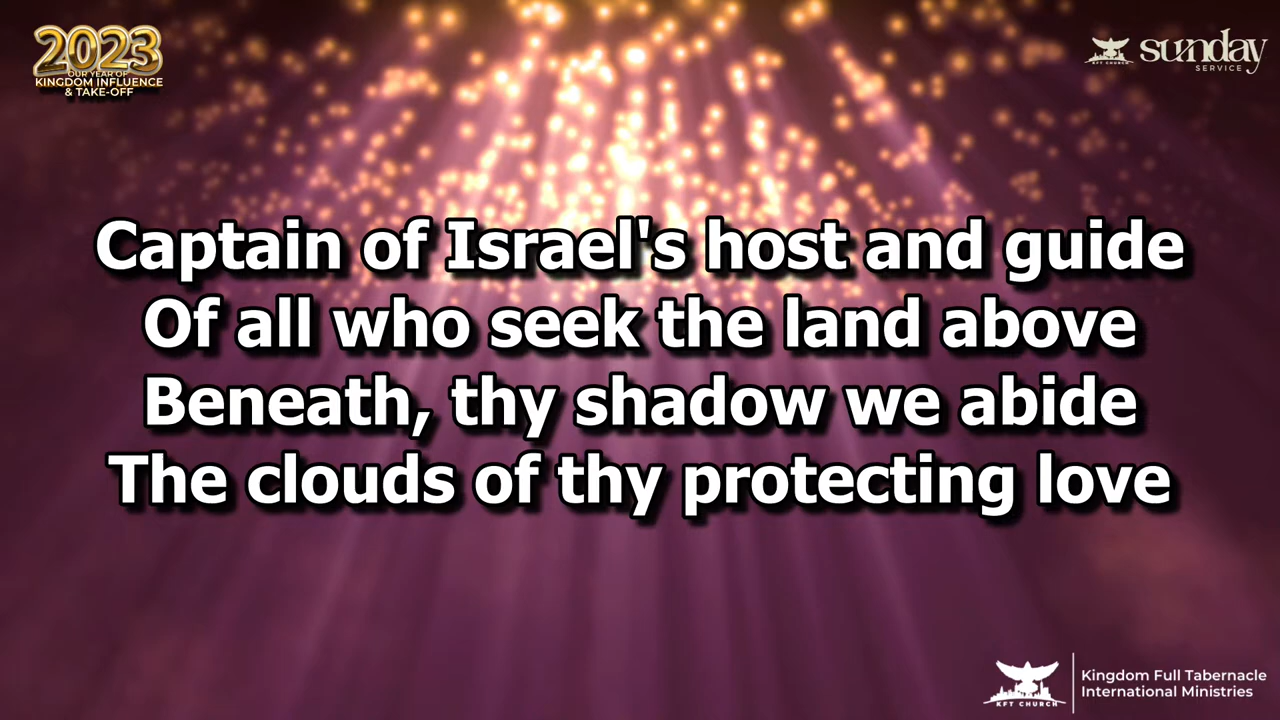 2023
OUR YEAR OF
KINGDOM INFLUENCE
& TAKE-OFF
KFT CHURCH
sunday
SERVICE
Captain of Israel's host and guide
Of all who seek the land above
Beneath, thy shadow we abide
The clouds of thy protecting love
KFT CHURCH
Kingdom Full Tabernacle
International Ministries